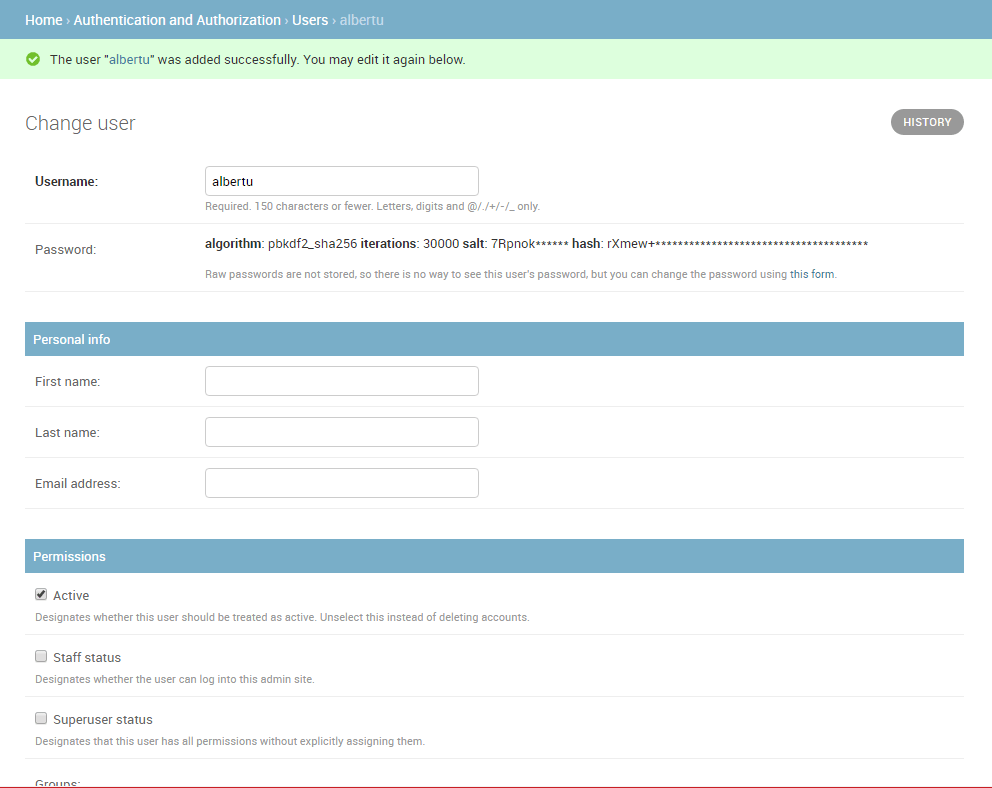 Home › Authentication and Authorization › Users › albertu
The user "albertu" was added successfully. You may edit it again below.
Change user
HISTORY
Username:
albertu
Required. 150 characters or fewer. Letters, digits and @/./+/-/_ only.
Password:
algorithm: pbkdf2_sha256 iterations: 30000 salt: 7Rpnok****** hash: rXmew+**************************************
Raw passwords are not stored, so there is no way to see this user's password, but you can change the password using this form.
Personal info
First name:
Last name:
Email address:
Permissions
Active
Designates whether this user should be treated as active. Unselect this instead of deleting accounts.
Staff status
Designates whether the user can log into this admin site.
Superuser status
Designates that this user has all permissions without explicitly assigning them.
Groups: